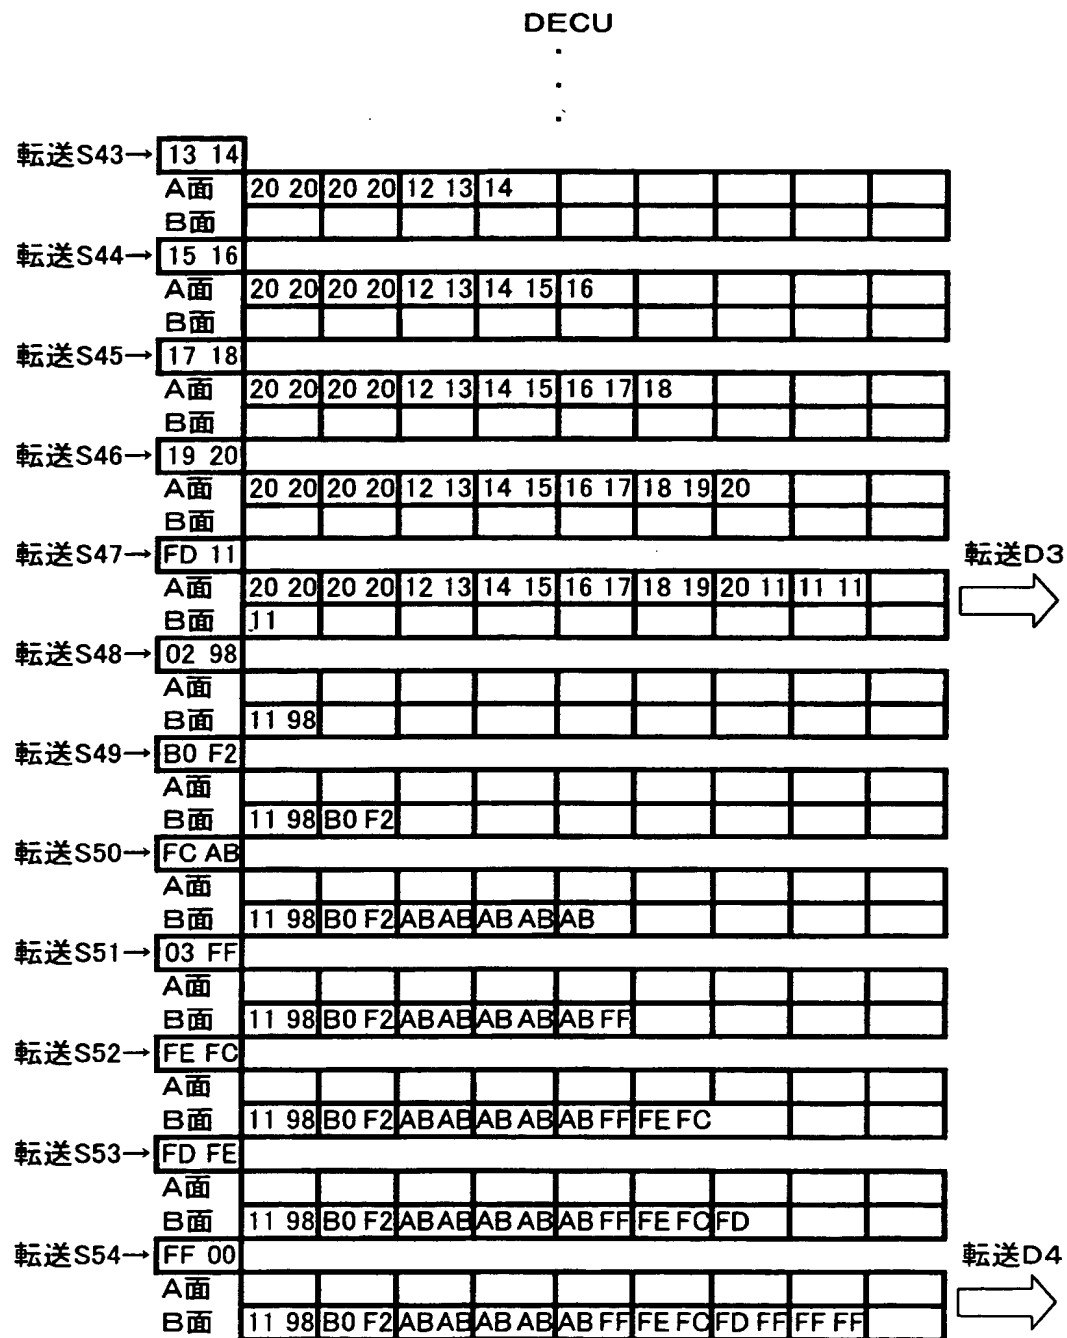 DECU
転送S43→ 13 14
A面 20 20 20 20 12 13 14
B面
転送S44→ 15 16
A面 20 20 20 20 12 13 14 15 16
B面
転送S45→ 17 18
A面 20 20 20 20 12 13 14 15 16 17 18
B面
転送S46→ 19 20
A面 20 20 20 20 12 13 14 15 16 17 18 19 20
B面
転送S47→ FD 11 転送D3
A面 20 20 20 20 12 13 14 15 16 17 18 19 20 11 11 11
B面 11
転送S48→ 02 98
A面
B面 11 98
転送S49→ B0 F2
A面
B面 11 98 B0 F2
転送S50→ FC AB
A面
B面 11 98 B0 F2 AB AB AB AB AB
転送S51→ 03 FF
A面
B面 11 98 B0 F2 AB AB AB AB AB FF
転送S52→ FE FC
A面
B面 11 98 B0 F2 AB AB AB AB AB FF FE FC
転送S53→ FD FE
A面
B面 11 98 B0 F2 AB AB AB AB AB FF FE FC FD
転送S54→ FF 00 転送D4
A面
B面 11 98 B0 F2 AB AB AB AB AB FF FE FC FD FF FF FF